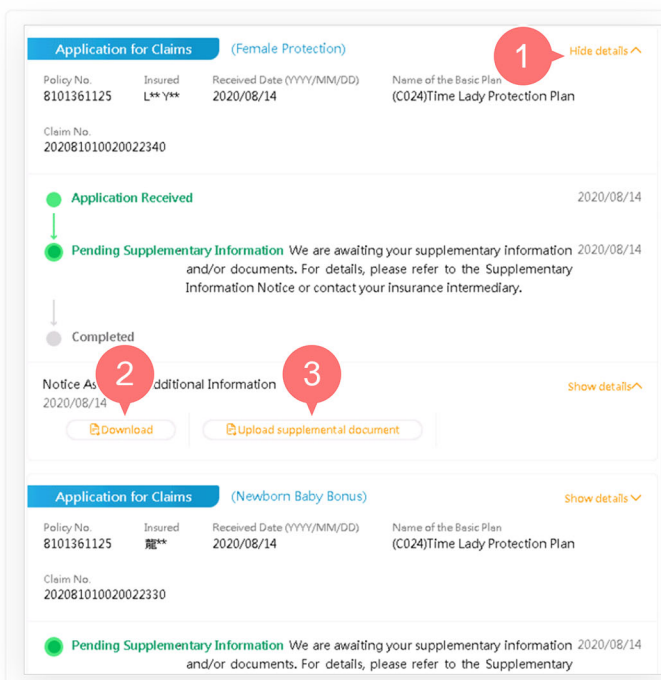 Application for Claims (Female Protection) 1 Hide details
Policy No. Insured Received Date (YYYY/MM/DD) Name of the Basic Plan
8101361125 L** Y** 2020/08/14 (C024)Time Lady Protection Plan
Claim No.
202081010020022340
Application Received 2020/08/14
Pending Supplementary Information We are awaiting your supplementary information 2020/08/14
and/or documents. For details, please refer to the Supplementary
Information Notice or contact your insurance intermediary.
Completed
2 3
Notice Additional Information Show details
2020/08/14
Download Upload supplemental document
Application for Claims (Newborn Baby Bonus) Show details
Policy No. Insured Received Date (YYYY/MM/DD) Name of the Basic Plan
8101361125 龍** 2020/08/14 (C024)Time Lady Protection Plan
Claim No.
202081010020022330
Pending Supplementary Information We are awaiting your supplementary information 2020/08/14
and/or documents. For details, please refer to the Supplementary